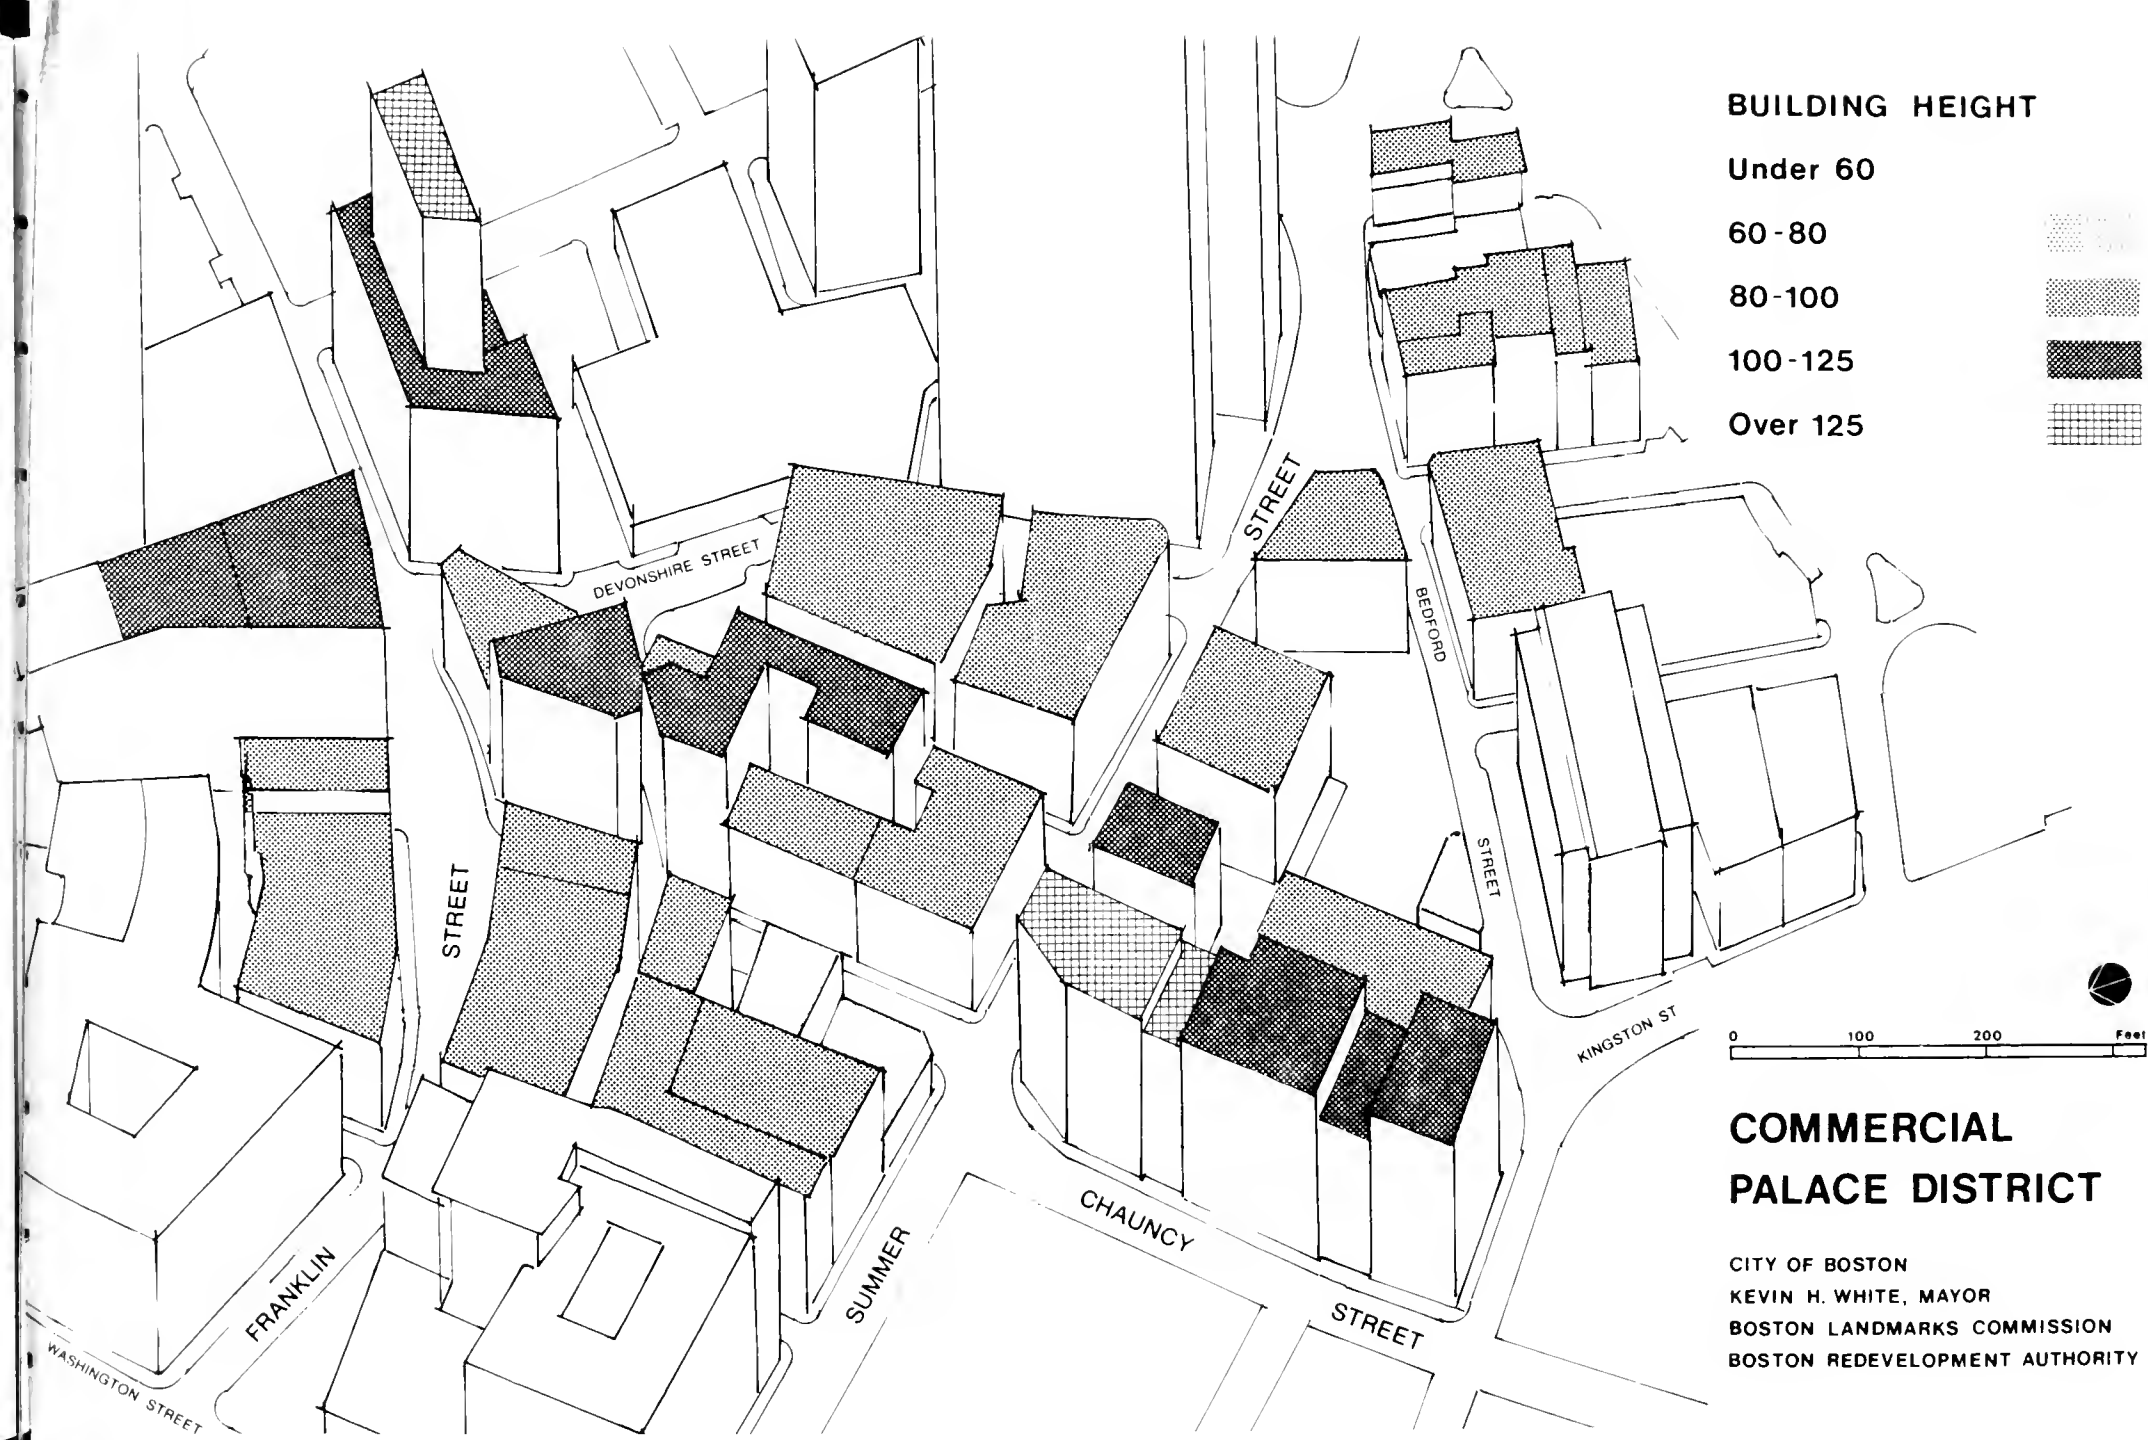 BUILDING HEIGHT
Under 60
60-80
80-100
100-125
Over 125
STREET
DEVONSHIRE STREET
BEDFORD
STREET
STREET
KINGSTON ST
0 100 200 Feet
COMMERCIAL
PALACE DISTRICT
CHAUNCY
STREET
SUMMER
FRANKLIN
WASHINGTON STREET
CITY OF BOSTON
KEVIN H. WHITE, MAYOR
BOSTON LANDMARKS COMMISSION
BOSTON REDEVELOPMENT AUTHORITY